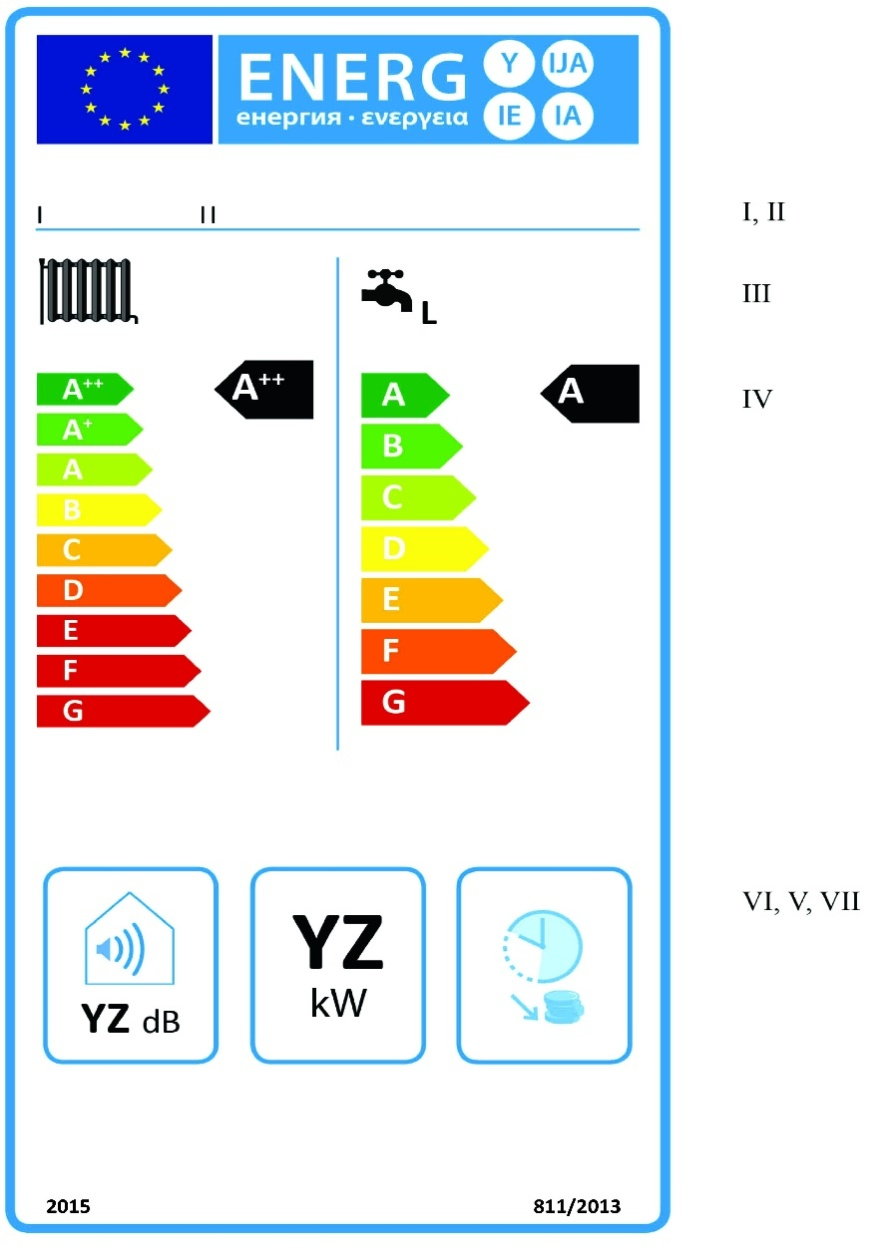 ENERG Y IJA
енергия · ενεργεια IE IA
I II I, II
III
L
A++ A++ A A IV
A+ B
A C
B D
C E
D F
E G
F
G
VI, V, VII
YZ dB YZ kW
2015 811/2013